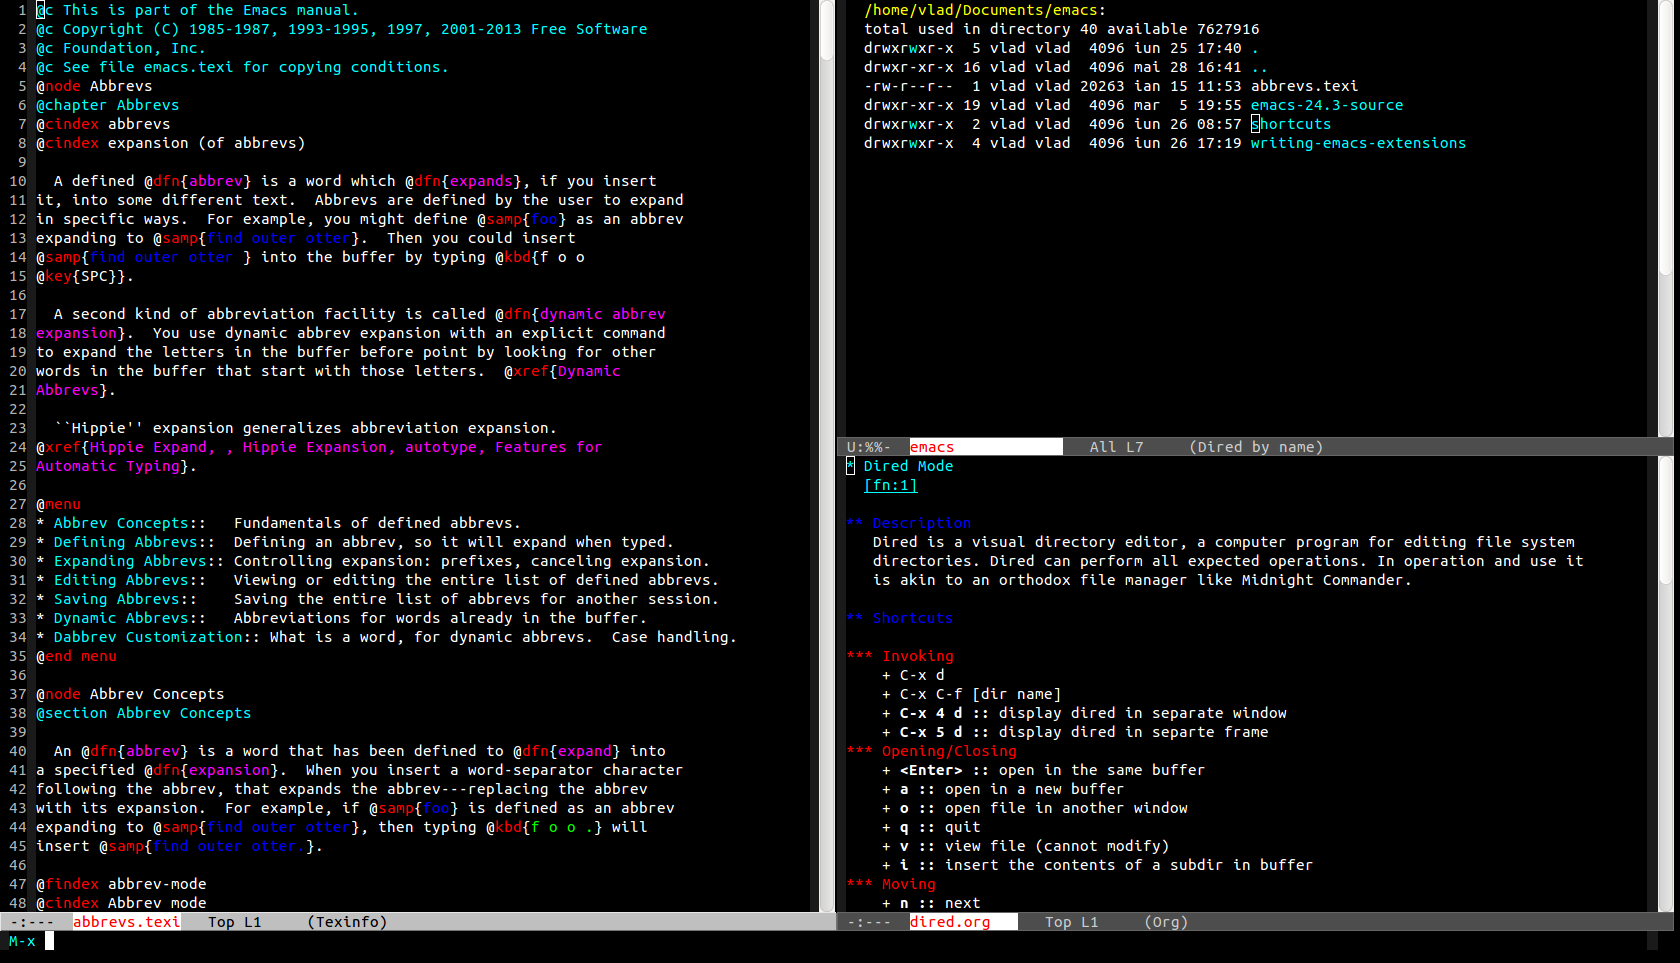 1 @c This is part of the Emacs manual.
2 @c Copyright (C) 1985-1987, 1993-1995, 1997, 2001-2013 Free Software
3 @c Foundation, Inc.
4 @c See file emacs.texi for copying conditions.
5 @node Abbrevs
6 @chapter Abbrevs
7 @cindex abbrevs
8 @cindex expansion (of abbrevs)
9
10   A defined @dfn{abbrev} is a word which @dfn{expands}, if you insert
11 it, into some different text.  Abbrevs are defined by the user to expand
12 in specific ways.  For example, you might define @samp{foo} as an abbrev
13 expanding to @samp{find outer otter}.  Then you could insert
14 @samp{find outer otter } into the buffer by typing @kbd{f o o
15 @key{SPC}}.
16
17   A second kind of abbreviation facility is called @dfn{dynamic abbrev
18 expansion}.  You use dynamic abbrev expansion with an explicit command
19 to expand the letters in the buffer before point by looking for other
20 words in the buffer that start with those letters.  @xref{Dynamic
21 Abbrevs}.
22
23   ``Hippie'' expansion generalizes abbreviation expansion.
24 @xref{Hippie Expand, , Hippie Expansion, autotype, Features for
25 Automatic Typing}.
26
27 @menu
28 * Abbrev Concepts::   Fundamentals of defined abbrevs.
29 * Defining Abbrevs::  Defining an abbrev, so it will expand when typed.
30 * Expanding Abbrevs:: Controlling expansion: prefixes, canceling expansion.
31 * Editing Abbrevs::   Viewing or editing the entire list of defined abbrevs.
32 * Saving Abbrevs::    Saving the entire list of abbrevs for another session.
33 * Dynamic Abbrevs::   Abbreviations for words already in the buffer.
34 * Dabbrev Customization:: What is a word, for dynamic abbrevs.  Case handling.
35 @end menu
36
37 @node Abbrev Concepts
38 @section Abbrev Concepts
39
40   An @dfn{abbrev} is a word that has been defined to @dfn{expand} into
41 a specified @dfn{expansion}.  When you insert a word-separator character
42 following the abbrev, that expands the abbrev---replacing the abbrev
43 with its expansion.  For example, if @samp{foo} is defined as an abbrev
44 expanding to @samp{find outer otter}, then typing @kbd{f o o .} will
45 insert @samp{find outer otter.}.
46
47 @findex abbrev-mode
48 @cindex Abbrev mode
-:---  abbrevs.texi   Top L1     (Texinfo)
M-x
/home/vlad/Documents/emacs:
total used in directory 40 available 7627916
drwxrwxr-x  5 vlad vlad  4096 iun 25 17:40 .
drwxr-xr-x 16 vlad vlad  4096 mai 28 16:41 ..
-rw-r--r--  1 vlad vlad 20263 ian 15 11:53 abbrevs.texi
drwxr-xr-x 19 vlad vlad  4096 mar  5 19:55 emacs-24.3-source
drwxrwxr-x  2 vlad vlad  4096 iun 26 08:57 shortcuts
drwxrwxr-x  4 vlad vlad  4096 iun 26 17:19 writing-emacs-extensions
U:%%-  emacs   All L7     (Dired by name)
* Dired Mode
[fn:1]
** Description
Dired is a visual directory editor, a computer program for editing file system
directories. Dired can perform all expected operations. In operation and use it
is akin to an orthodox file manager like Midnight Commander.
** Shortcuts
*** Invoking
+ C-x d
+ C-x C-f [dir name]
+ C-x 4 d :: display dired in separate window
+ C-x 5 d :: display dired in separte frame
*** Opening/Closing
+ <Enter> :: open in the same buffer
+ a :: open in a new buffer
+ o :: open file in another window
+ q :: quit
+ v :: view file (cannot modify)
+ i :: insert the contents of a subdir in buffer
*** Moving
+ n :: next
-:---  dired.org   Top L1     (Org)